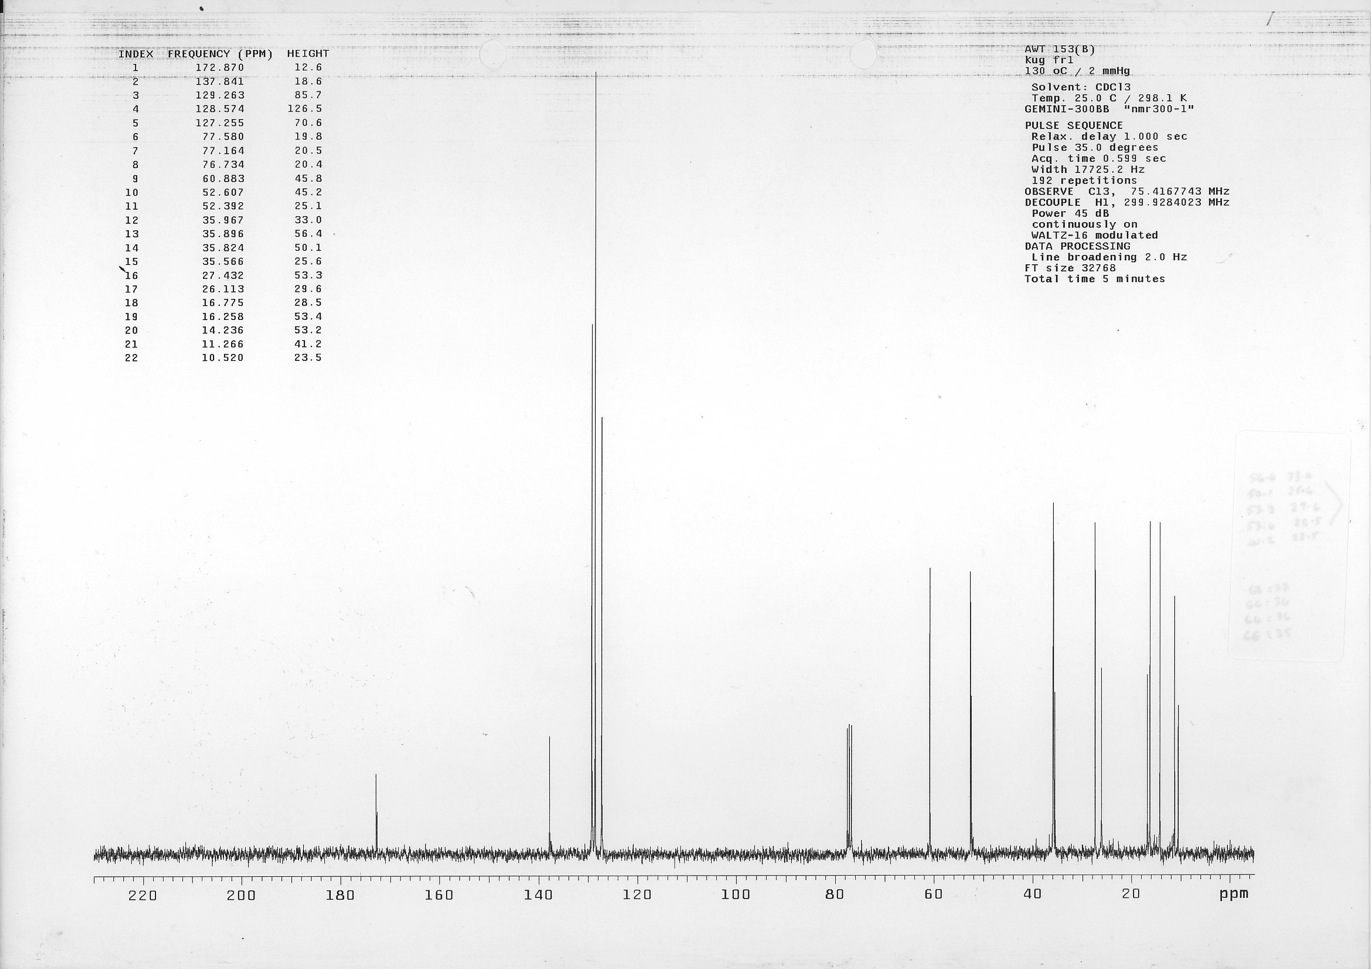 INDEX FREQUENCY (PPM) HEIGHT
1 172.870 12.6
2 137.841 18.6
3 129.263 85.7
4 128.574 126.5
5 127.255 70.6
6 77.580 19.8
7 77.164 20.5
8 76.734 20.4
9 60.883 45.8
10 52.607 45.2
11 52.392 25.1
12 35.967 33.0
13 35.896 56.4
14 35.824 50.1
15 35.566 25.6
16 27.432 53.3
17 26.113 29.6
18 16.775 28.5
19 16.258 53.4
20 14.236 53.2
21 11.266 41.2
22 10.520 23.5
AWT 153(B)
Kug fr1
130 oC / 2 mmHg
Solvent: CDCl3
Temp. 25.0 C / 298.1 K
GEMINI-300BB "nmr300-1"
PULSE SEQUENCE
Relax. delay 1.000 sec
Pulse 35.0 degrees
Acq. time 0.599 sec
Width 17725.2 Hz
192 repetitions
OBSERVE C13, 75.4167743 MHz
DECOUPLE H1, 299.9284023 MHz
Power 45 dB
continuously on
WALTZ-16 modulated
DATA PROCESSING
Line broadening 2.0 Hz
FT size 32768
Total time 5 minutes
220 200 180 160 140 120 100 80 60 40 20 ppm